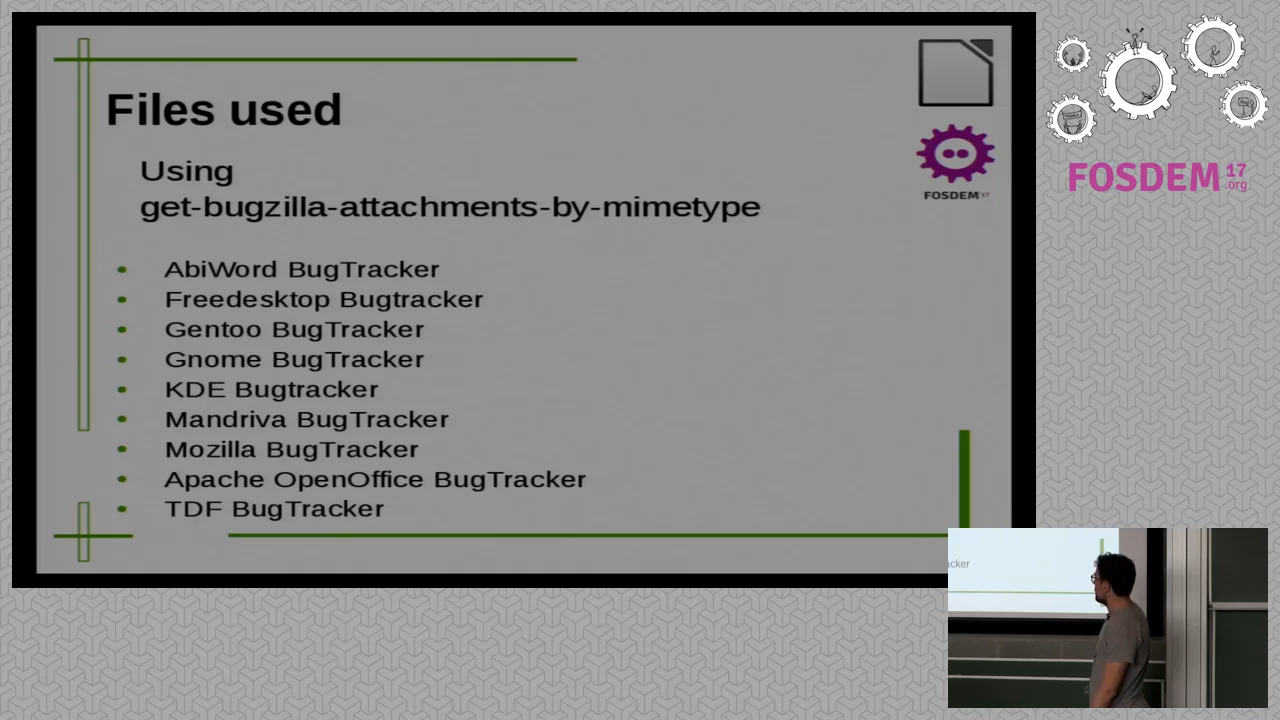 Files used
Using
get-bugzilla-attachments-by-mimetype
AbiWord BugTracker
Freedesktop Bugtracker
Gentoo BugTracker
Gnome BugTracker
KDE Bugtracker
Mandriva BugTracker
Mozilla BugTracker
Apache OpenOffice BugTracker
TDF BugTracker
FOSDEM 17
FOSDEM 17 .org
acker